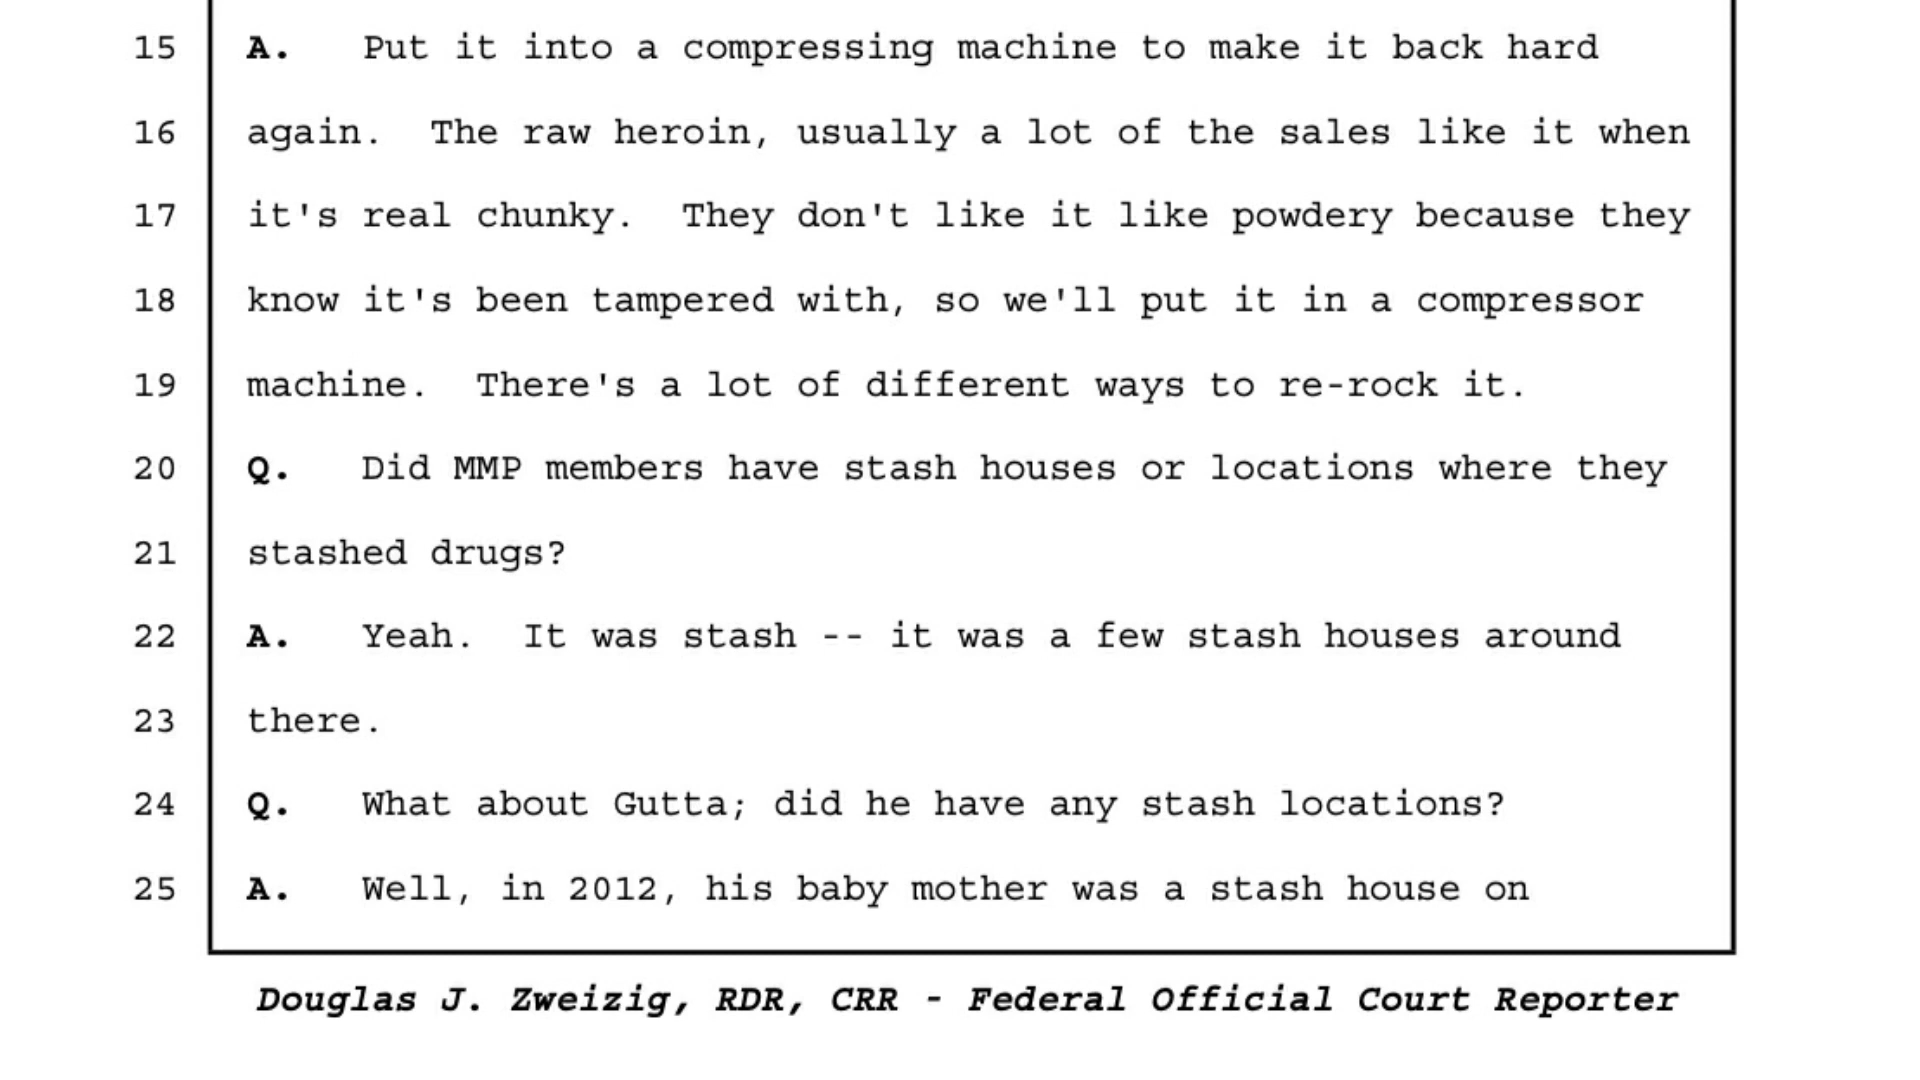 15 A. Put it into a compressing machine to make it back hard
16 again. The raw heroin, usually a lot of the sales like it when
17 it's real chunky. They don't like it like powdery because they
18 know it's been tampered with, so we'll put it in a compressor
19 machine. There's a lot of different ways to re-rock it.
20 Q. Did MMP members have stash houses or locations where they
21 stashed drugs?
22 A. Yeah. It was stash -- it was a few stash houses around
23 there.
24 Q. What about Gutta; did he have any stash locations?
25 A. Well, in 2012, his baby mother was a stash house on
Douglas J. Zweizig, RDR, CRR - Federal Official Court Reporter